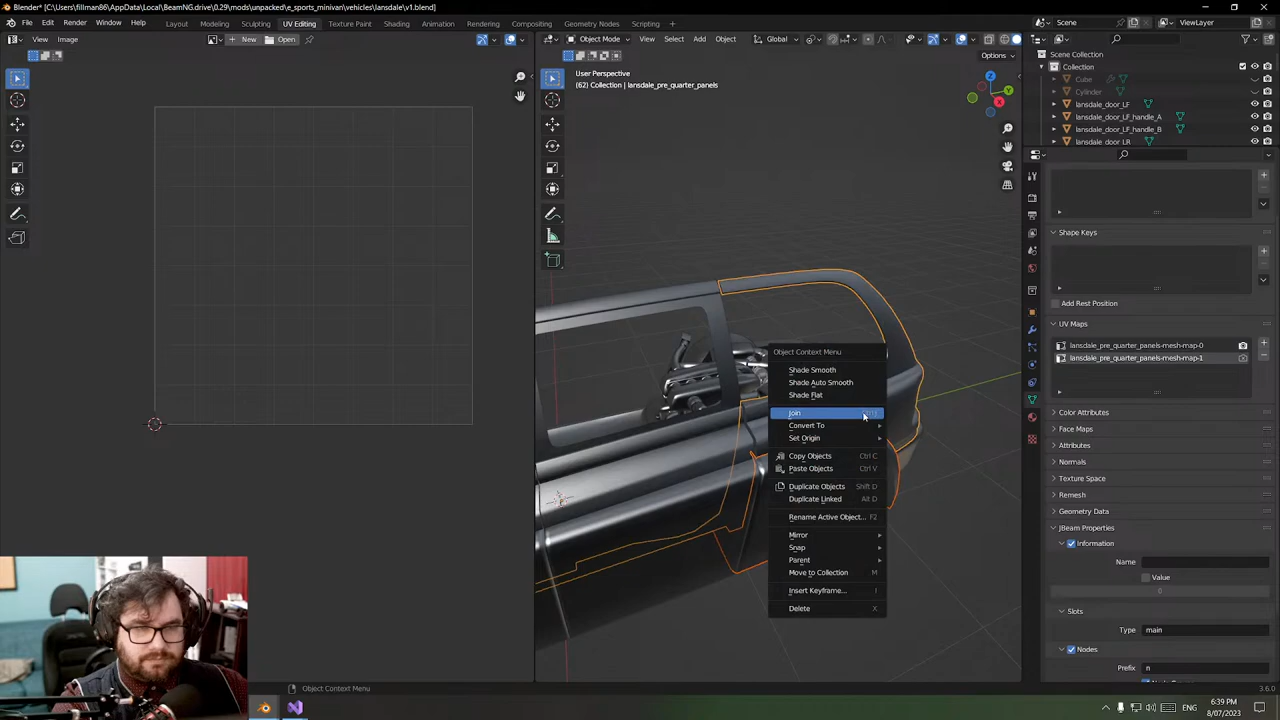 Blender* [C:\Users\fillman86\AppData\Local\BeamNG.drive\0.29\mods\unpacked\e_sports_minivan\vehicles\lansdale\v1.blend]
File Edit Render Window Help Layout Modeling Sculpting UV Editing Texture Paint Shading Animation Rendering Compositing Geometry Nodes Scripting Scene ViewLayer
View Image New Open Object Mode View Select Add Object Global
Options
User Perspective
(62) Collection | lansdale_pre_quarter_panels
Scene Collection
Collection
Cube
Cylinder
lansdale_door_LF
lansdale_door_LF_handle_A
lansdale_door_LF_handle_B
lansdale_door_LR
Shape Keys
Add Rest Position
UV Maps
lansdale_pre_quarter_panels-mesh-map-0
lansdale_pre_quarter_panels-mesh-map-1
Color Attributes
Face Maps
Attributes
Normals
Texture Space
Remesh
Geometry Data
JBeam Properties
Information
Name
Value
0
Slots
Type main
Nodes
Prefix n
Object Context Menu
Shade Smooth
Shade Auto Smooth
Shade Flat
Join
Convert To
Set Origin
Copy Objects Ctrl C
Paste Objects Ctrl V
Duplicate Objects Shift D
Duplicate Linked Alt D
Rename Active Object... F2
Mirror
Snap
Parent
Move to Collection M
Insert Keyframe... I
Delete X
Object Context Menu
3.6.0
ENG
6:39 PM
8/07/2023